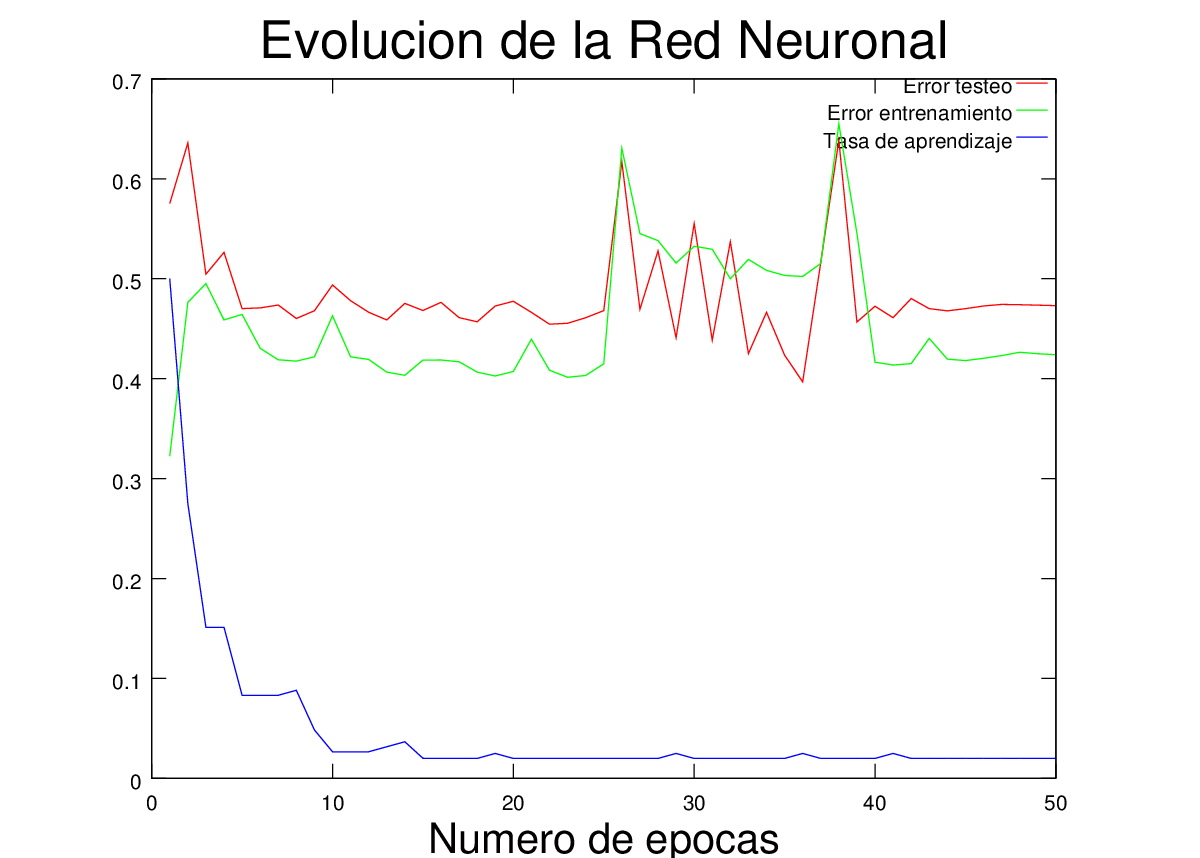 Evolucion de la Red Neuronal
0.7
0.6
0.5
0.4
0.3
0.2
0.1
0
Error testeo
Error entrenamiento
Tasa de aprendizaje
0 10 20 30 40 50
Numero de epocas